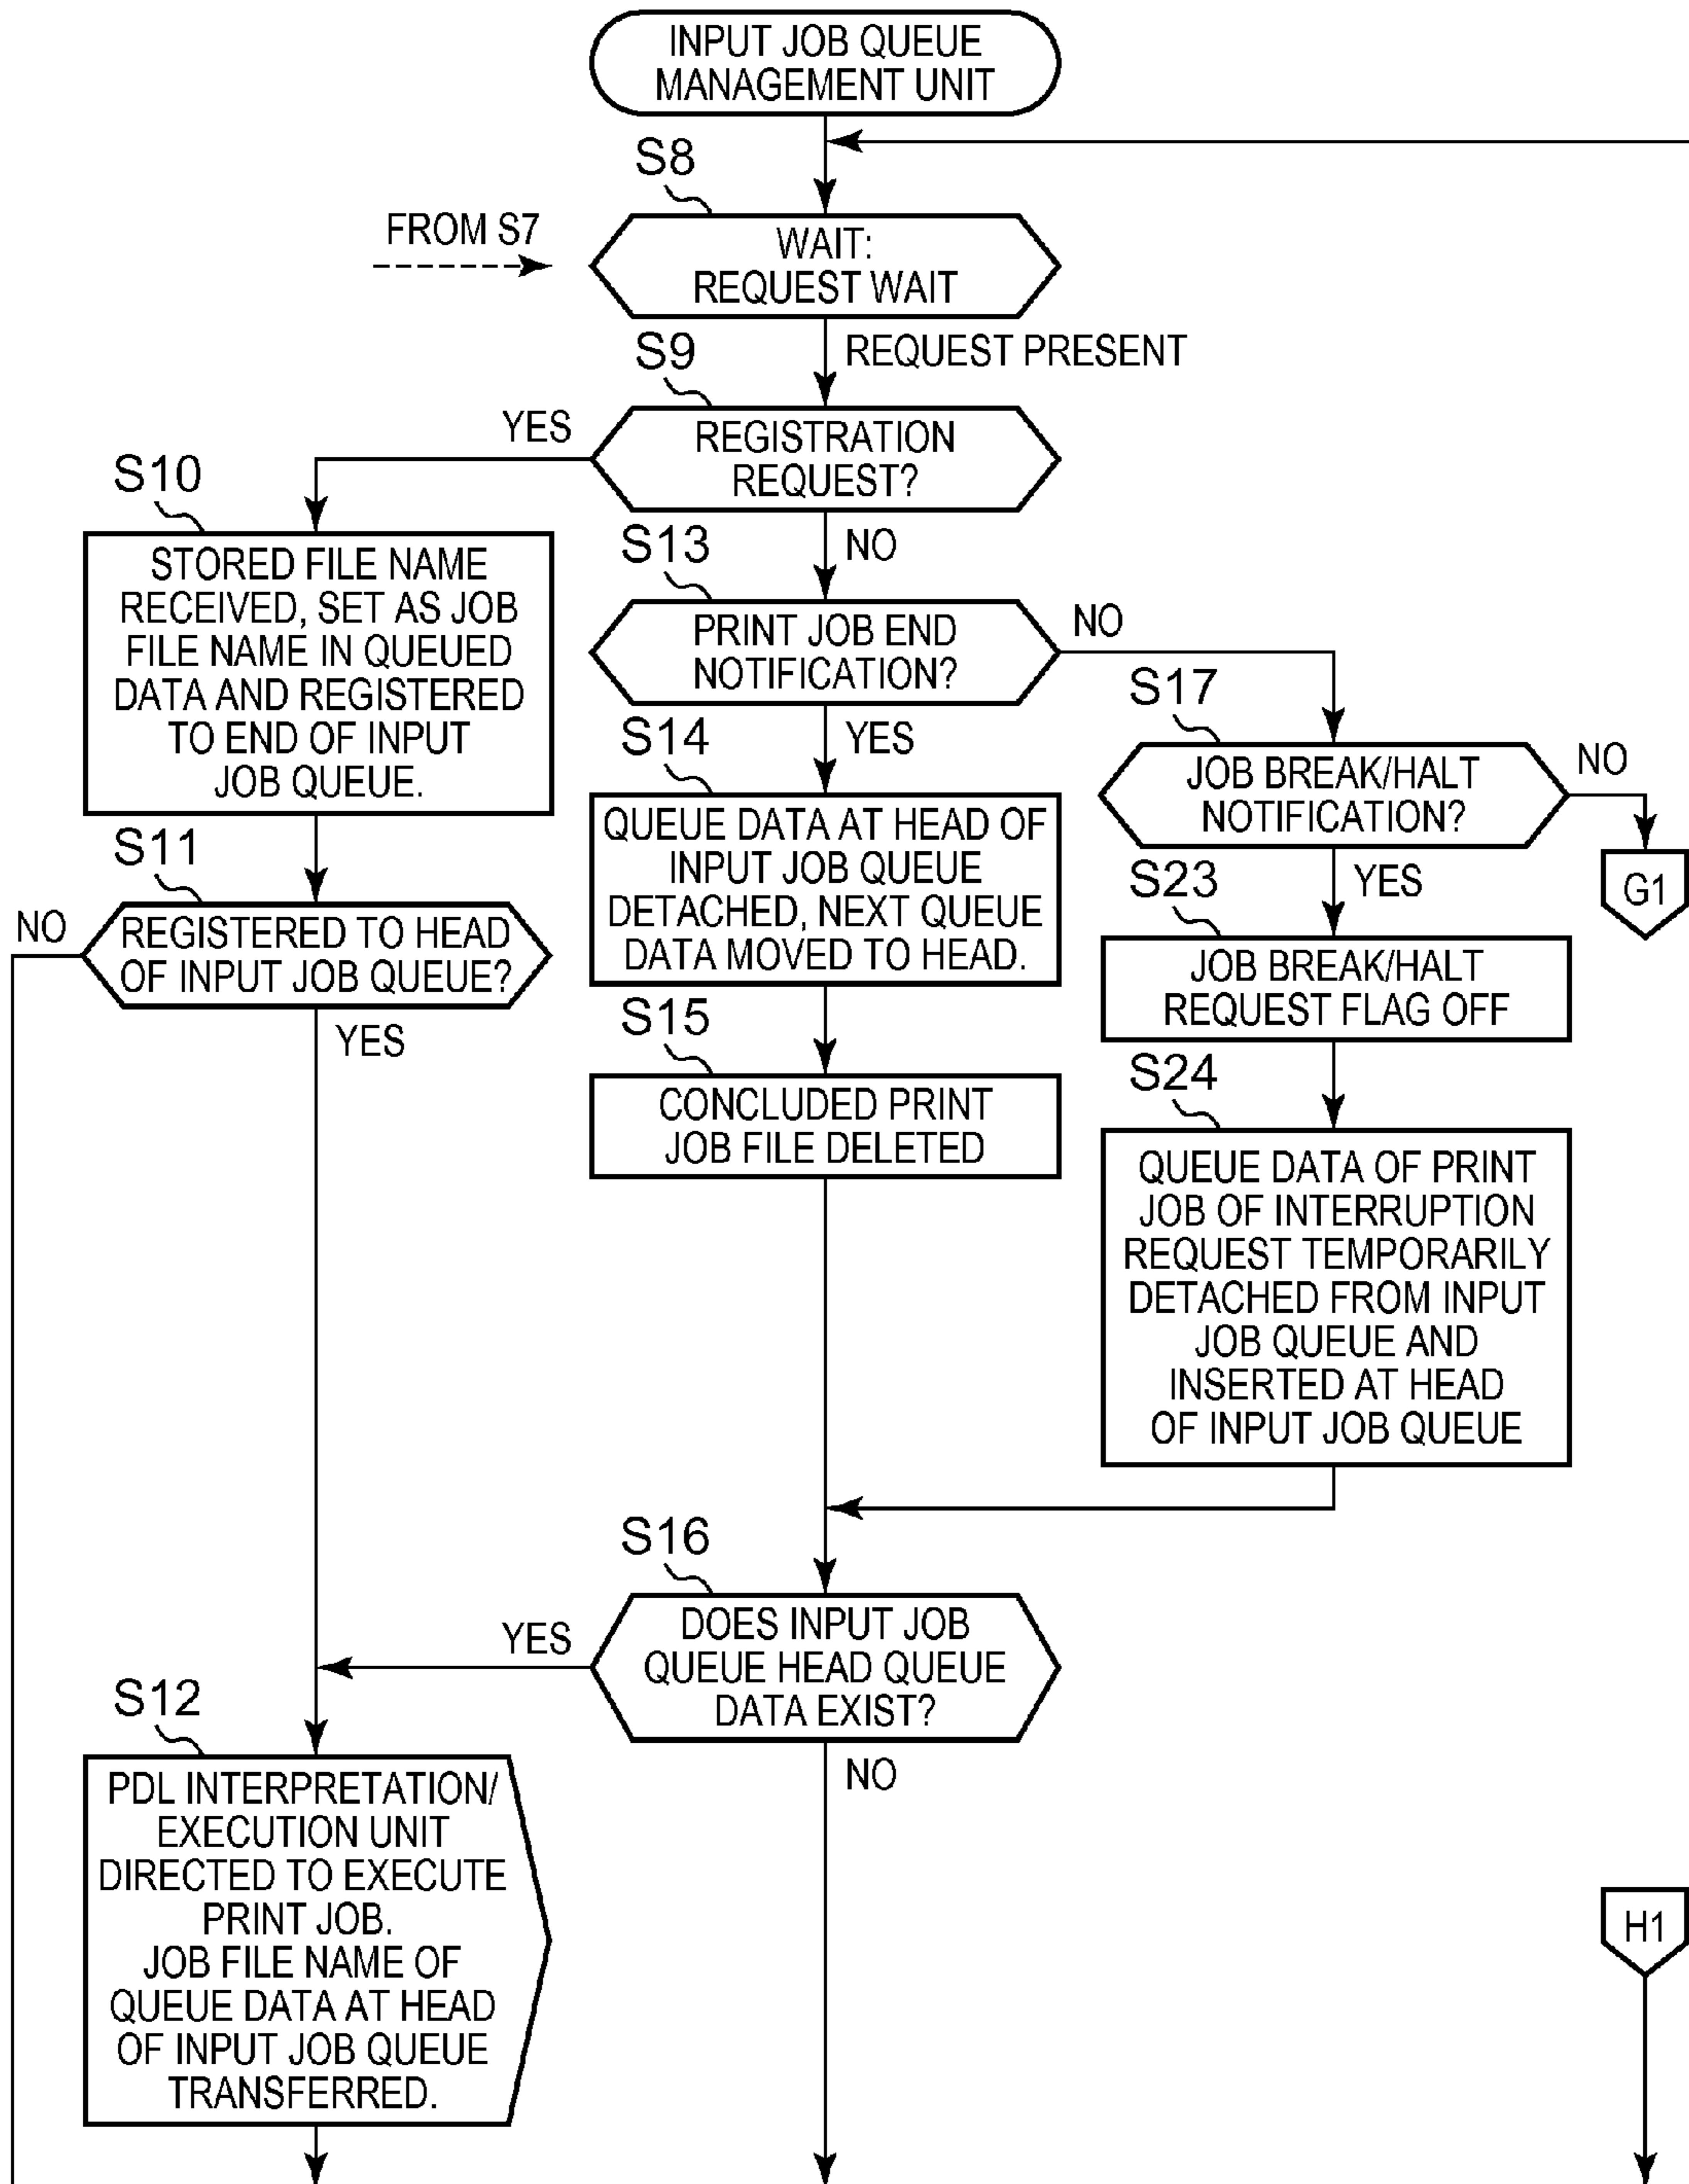 INPUT JOB QUEUE
MANAGEMENT UNIT
S8
FROM S7
WAIT:
REQUEST WAIT
REQUEST PRESENT
S9
YES
REGISTRATION
REQUEST?
NO
S10
STORED FILE NAME
RECEIVED, SET AS JOB
FILE NAME IN QUEUED
DATA AND REGISTERED
TO END OF INPUT
JOB QUEUE.
S11
NO
REGISTERED TO HEAD
OF INPUT JOB QUEUE?
YES
S13
PRINT JOB END
NOTIFICATION?
NO
YES
S14
QUEUE DATA AT HEAD OF
INPUT JOB QUEUE
DETACHED, NEXT QUEUE
DATA MOVED TO HEAD.
S15
CONCLUDED PRINT
JOB FILE DELETED
S17
JOB BREAK/HALT
NOTIFICATION?
NO
G1
YES
S23
JOB BREAK/HALT
REQUEST FLAG OFF
S24
QUEUE DATA OF PRINT
JOB OF INTERRUPTION
REQUEST TEMPORARILY
DETACHED FROM INPUT
JOB QUEUE AND
INSERTED AT HEAD
OF INPUT JOB QUEUE
S16
DOES INPUT JOB
QUEUE HEAD QUEUE
DATA EXIST?
YES
NO
S12
PDL INTERPRETATION/
EXECUTION UNIT
DIRECTED TO EXECUTE
PRINT JOB.
JOB FILE NAME OF
QUEUE DATA AT HEAD
OF INPUT JOB QUEUE
TRANSFERRED.
H1